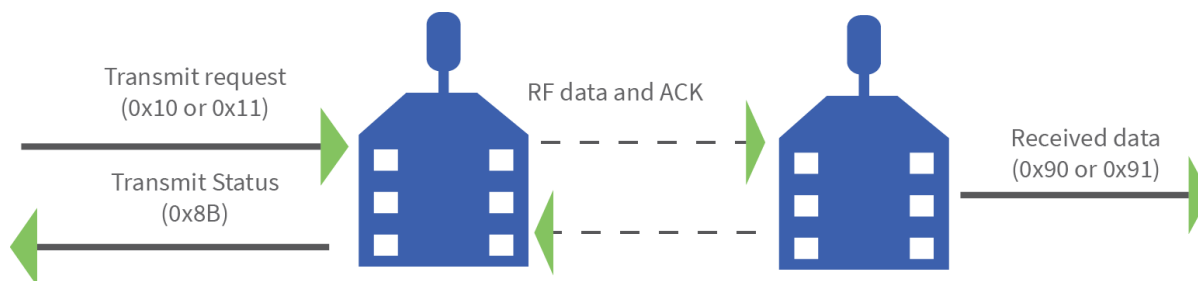 Transmit request
(0x10 or 0x11)
RF data and ACK
Received data
(0x90 or 0x91)
Transmit Status
(0x8B)